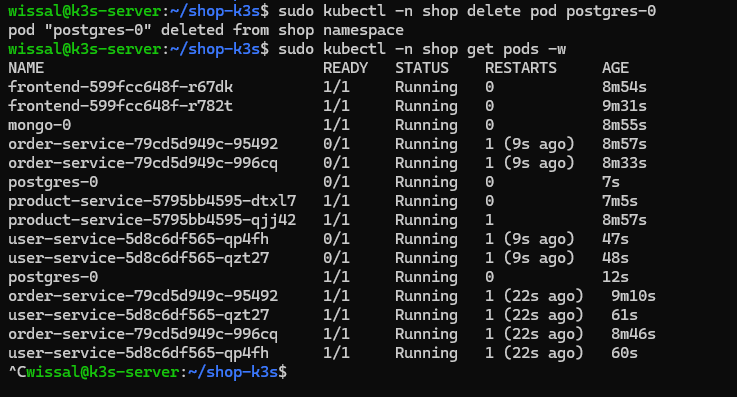 wissal@k3s-server:~/shop-k3s$ sudo kubectl -n shop delete pod postgres-0
pod "postgres-0" deleted from shop namespace
wissal@k3s-server:~/shop-k3s$ sudo kubectl -n shop get pods -w
NAME                               READY   STATUS    RESTARTS      AGE
frontend-599fcc648f-r67dk          1/1     Running   0             8m54s
frontend-599fcc648f-r782t          1/1     Running   0             9m31s
mongo-0                            1/1     Running   0             8m55s
order-service-79cd5d949c-95492     0/1     Running   1 (9s ago)    8m57s
order-service-79cd5d949c-996cq     0/1     Running   1 (9s ago)    8m33s
postgres-0                         0/1     Running   0             7s
product-service-5795bb4595-dtxl7   1/1     Running   0             7m5s
product-service-5795bb4595-qjj42   1/1     Running   1             8m57s
user-service-5d8c6df565-qp4fh      0/1     Running   1 (9s ago)    47s
user-service-5d8c6df565-qzt27      0/1     Running   1 (9s ago)    48s
postgres-0                         1/1     Running   0             12s
order-service-79cd5d949c-95492     1/1     Running   1 (22s ago)   9m10s
user-service-5d8c6df565-qzt27      1/1     Running   1 (22s ago)   61s
order-service-79cd5d949c-996cq     1/1     Running   1 (22s ago)   8m46s
user-service-5d8c6df565-qp4fh      1/1     Running   1 (22s ago)   60s
^Cwissal@k3s-server:~/shop-k3s$